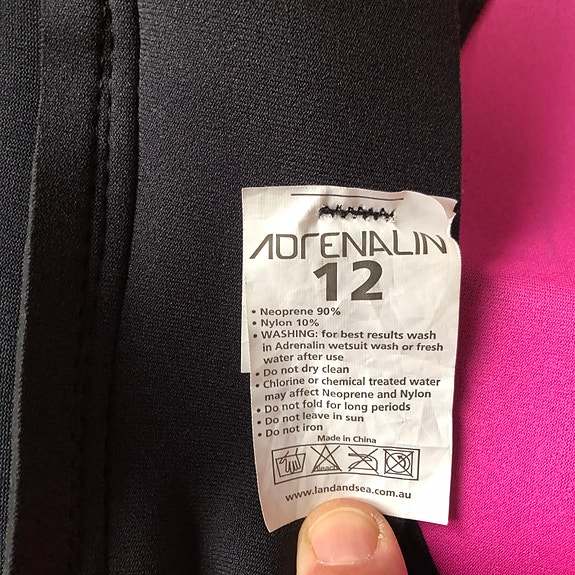 ADRENALIN
12
• Neoprene 90%
• Nylon 10%
• WASHING: for best results wash
in Adrenalin wetsuit wash or fresh
water after use
• Do not dry clean
• Chlorine or chemical treated water
may affect Neoprene and Nylon
• Do not fold for long periods
• Do not leave in sun
• Do not iron
Made in China
Bleach
www.landandsea.com.au